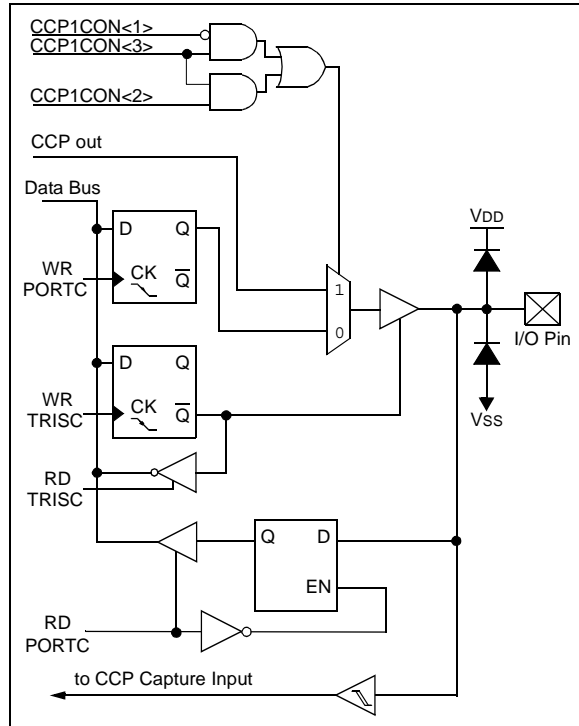 CCP1CON<1>
CCP1CON<3>
CCP1CON<2>
CCP out
Data Bus
D Q
WR
PORTC
CK
Q
VDD
1
0
I/O Pin
D Q
WR
TRISC
CK
Q
VSS
RD
TRISC
Q D
EN
RD
PORTC
to CCP Capture Input